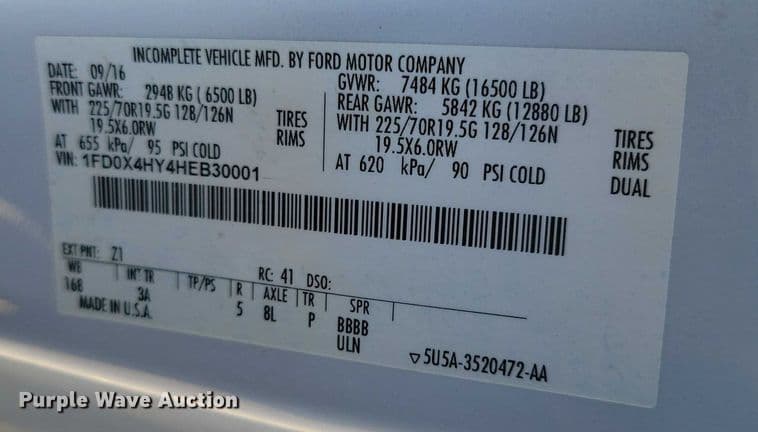 INCOMPLETE VEHICLE MFD. BY FORD MOTOR COMPANY
DATE: 09/16
GVWR: 7484 KG (16500 LB)
FRONT GAWR: 2948 KG ( 6500 LB)
REAR GAWR: 5842 KG (12880 LB)
WITH 225/70R19.5G 128/126N TIRES
WITH 225/70R19.5G 128/126N TIRES
19.5X6.0RW RIMS
19.5X6.0RW RIMS
AT 655 kPa/ 95 PSI COLD
AT 620 kPa/ 90 PSI COLD DUAL
VIN: 1FD0X4HY4HEB30001
EXT PNT: Z1 RC: 41 DSO:
WB INT TR TP/PS R AXLE TR SPR
168 3A 5 8L P BBBB
MADE IN U.S.A. ULN
5U5A-3520472-AA
Purple Wave Auction